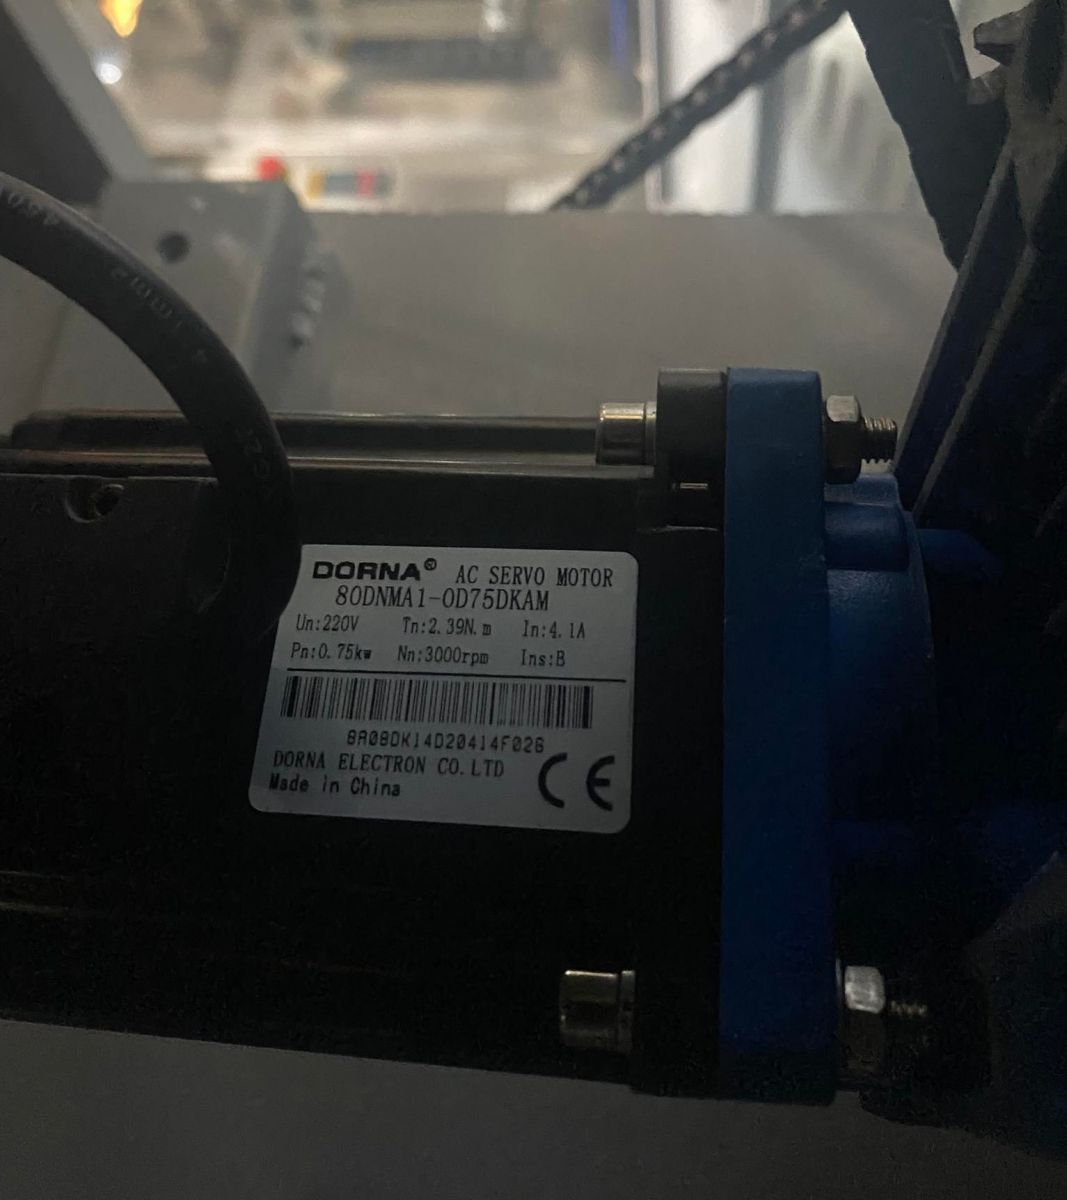 DORNA® AC SERVO MOTOR
80DNMA1-0D75DKAM
Un:220V Tn:2.39N.m In:4.1A
Pn:0.75kw Nn:3000rpm Ins:B
DORNA ELECTRON CO.LTD
Made in China
CE